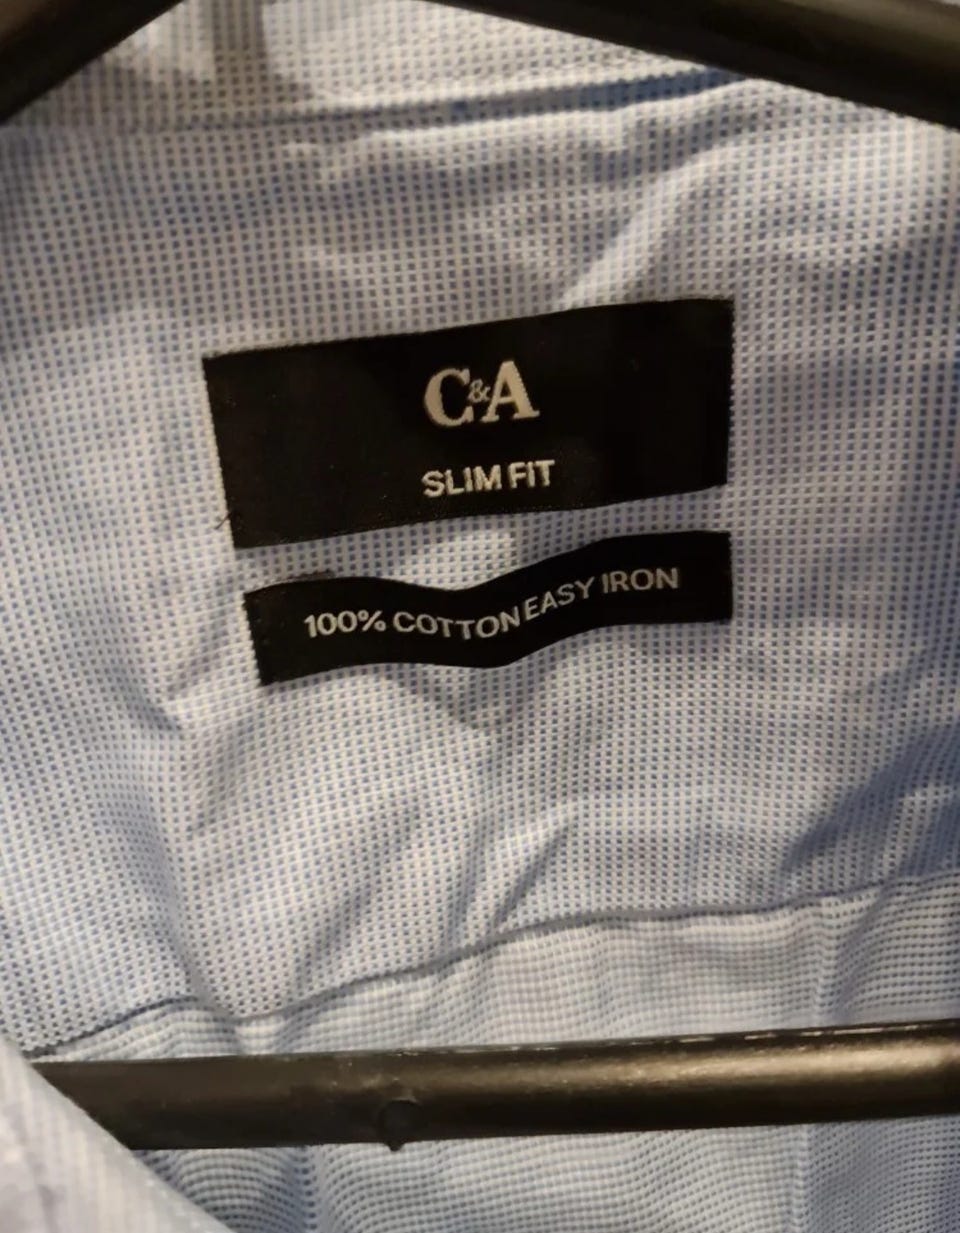 C&A
SLIM FIT
100% COTTON EASY IRON